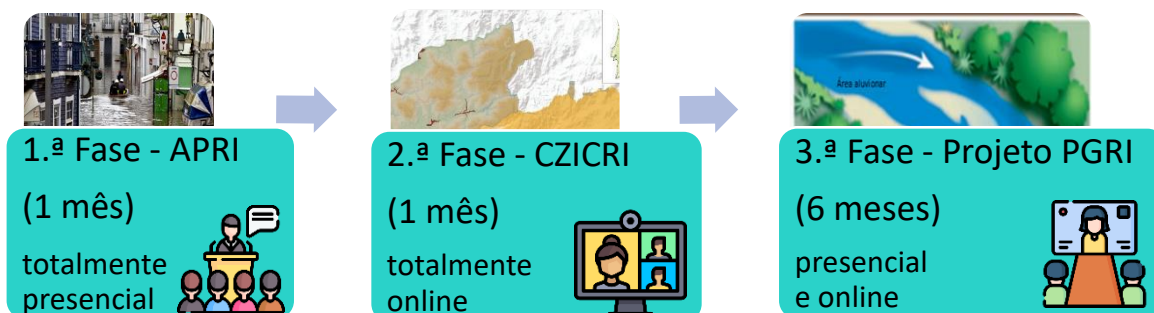 Área aluvionar
1.ª Fase - APRI
(1 mês)
totalmente
presencial
2.ª Fase - CZICRI
(1 mês)
totalmente
online
3.ª Fase - Projeto PGRI
(6 meses)
presencial
e online